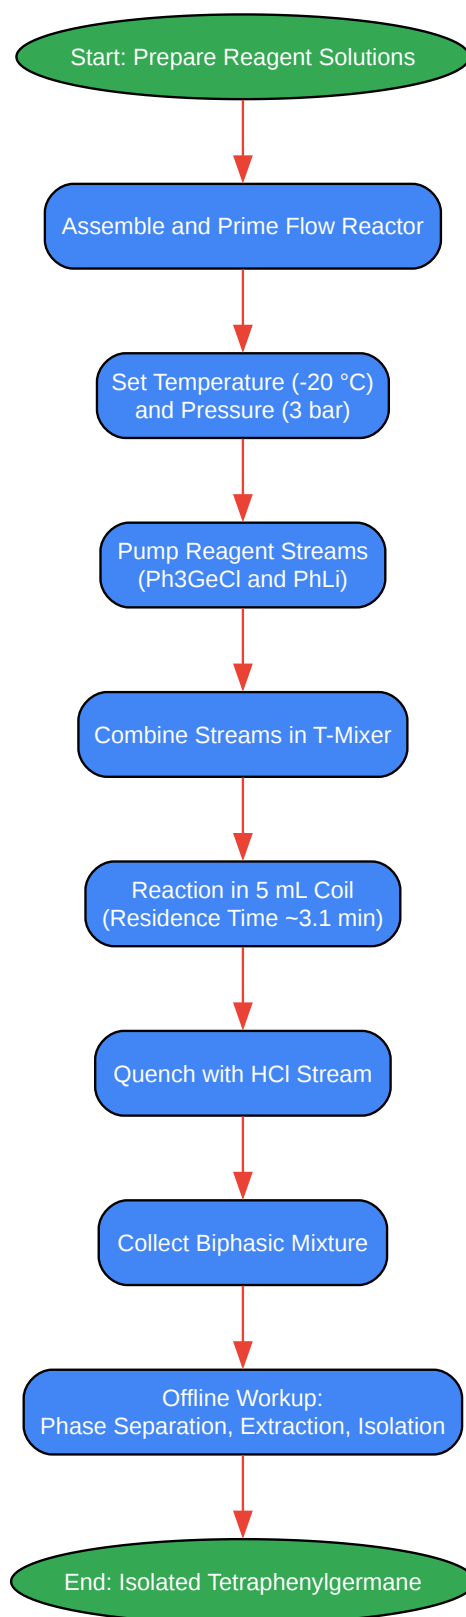 Start: Prepare Reagent Solutions
Assemble and Prime Flow Reactor
Set Temperature (-20 °C)
and Pressure (3 bar)
Pump Reagent Streams
(Ph3GeCl and PhLi)
Combine Streams in T-Mixer
Reaction in 5 mL Coil
(Residence Time ~3.1 min)
Quench with HCl Stream
Collect Biphasic Mixture
Offline Workup:
Phase Separation, Extraction, Isolation
End: Isolated Tetraphenylgermane